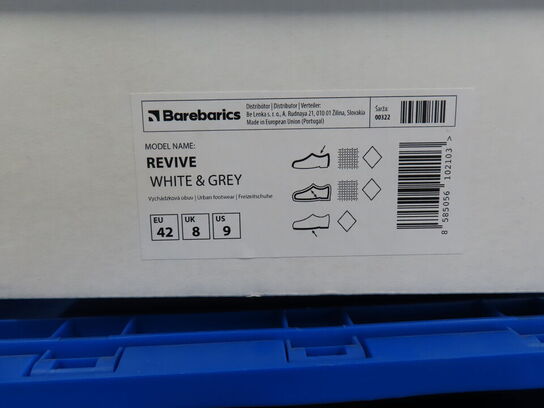 Barebarics
Distribútor | Distributor | Verteiler:
Be Lenka s. r. o., A. Rudnaya 21, 010 01 Žilina, Slovakia
Made in European Union (Portugal)
Šarža:
00322
MODEL NAME:
REVIVE
WHITE & GREY
Vychádzková obuv | Urban footwear | Freizeitschuhe
EU 42
UK 8
US 9
8 585056 102103 >